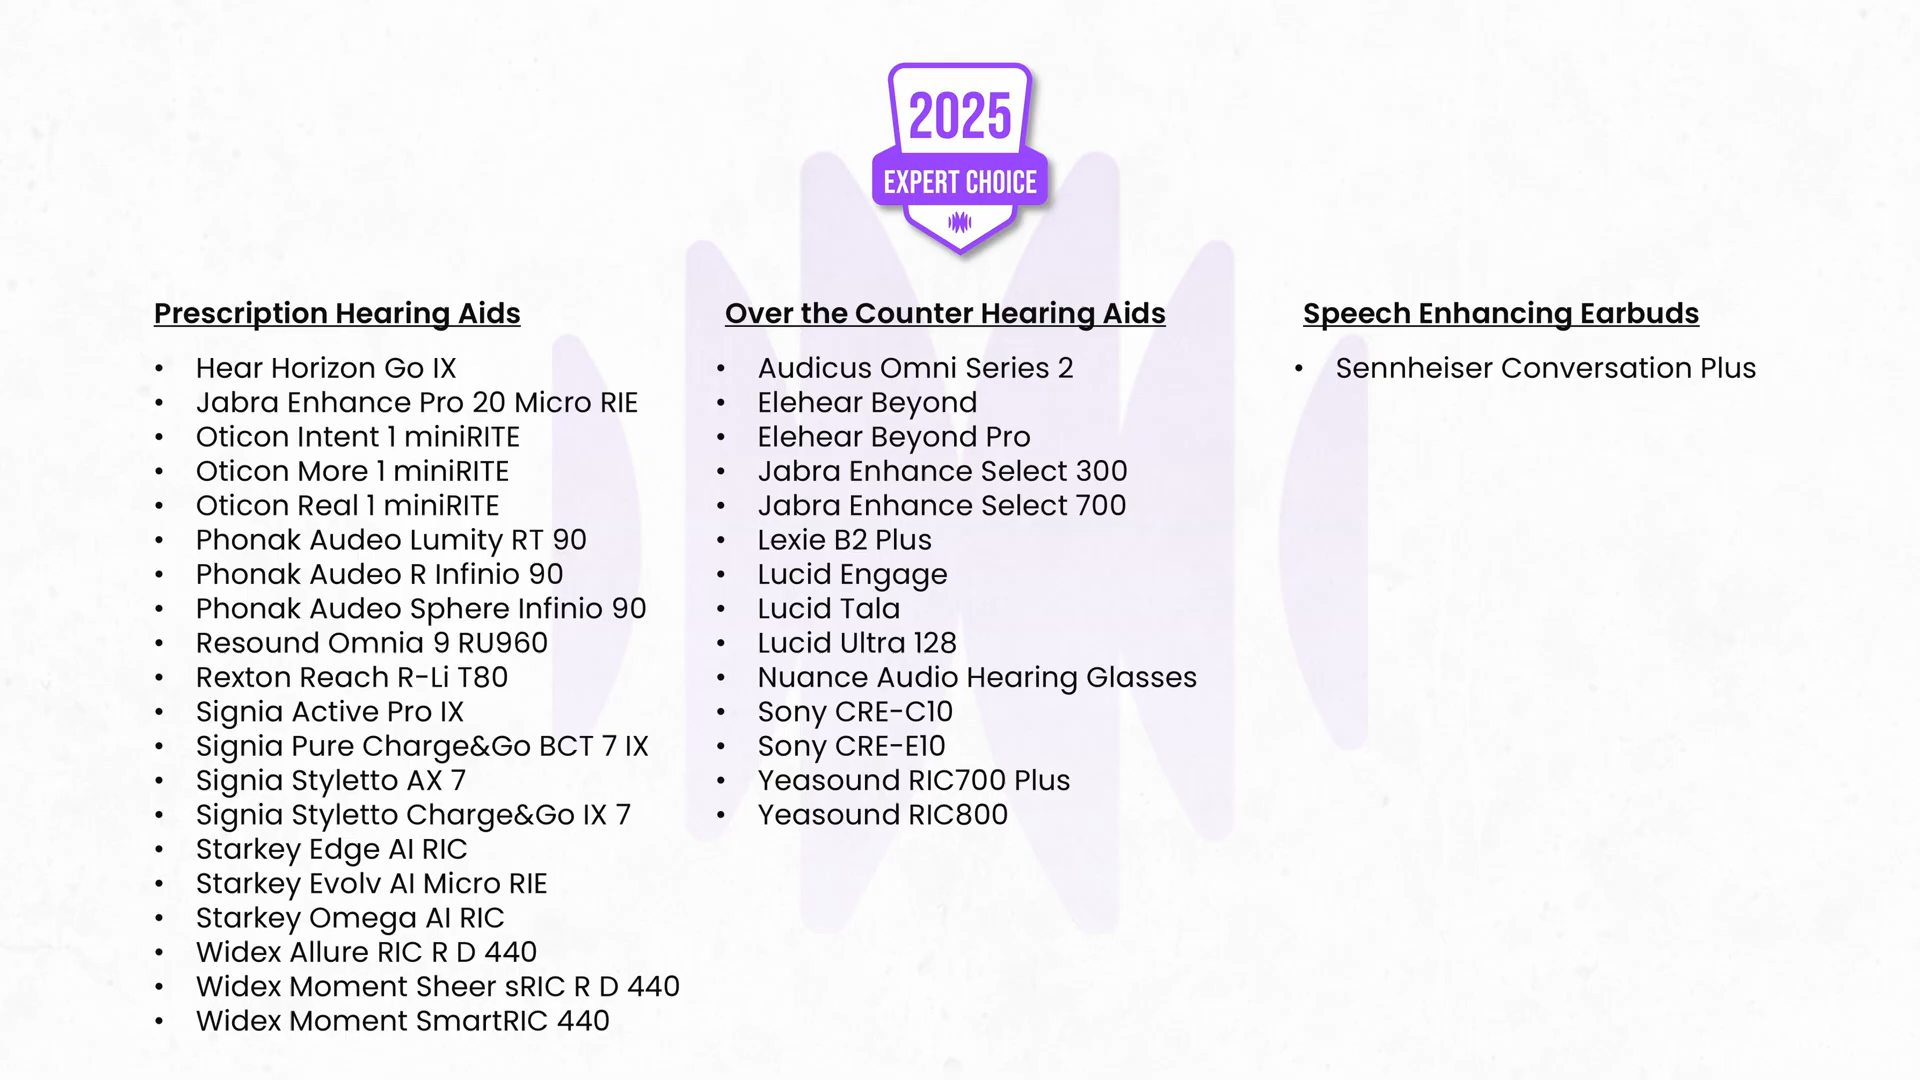 2025
EXPERT CHOICE
Prescription Hearing Aids
• Hear Horizon Go IX
• Jabra Enhance Pro 20 Micro RIE
• Oticon Intent 1 miniRITE
• Oticon More 1 miniRITE
• Oticon Real 1 miniRITE
• Phonak Audeo Lumity RT 90
• Phonak Audeo R Infinio 90
• Phonak Audeo Sphere Infinio 90
• Resound Omnia 9 RU960
• Rexton Reach R-Li T80
• Signia Active Pro IX
• Signia Pure Charge&Go BCT 7 IX
• Signia Styletto AX 7
• Signia Styletto Charge&Go IX 7
• Starkey Edge AI RIC
• Starkey Evolv AI Micro RIE
• Starkey Omega AI RIC
• Widex Allure RIC R D 440
• Widex Moment Sheer sRIC R D 440
• Widex Moment SmartRIC 440
Over the Counter Hearing Aids
• Audicus Omni Series 2
• Elehear Beyond
• Elehear Beyond Pro
• Jabra Enhance Select 300
• Jabra Enhance Select 700
• Lexie B2 Plus
• Lucid Engage
• Lucid Tala
• Lucid Ultra 128
• Nuance Audio Hearing Glasses
• Sony CRE-C10
• Sony CRE-E10
• Yeasound RIC700 Plus
• Yeasound RIC800
Speech Enhancing Earbuds
• Sennheiser Conversation Plus